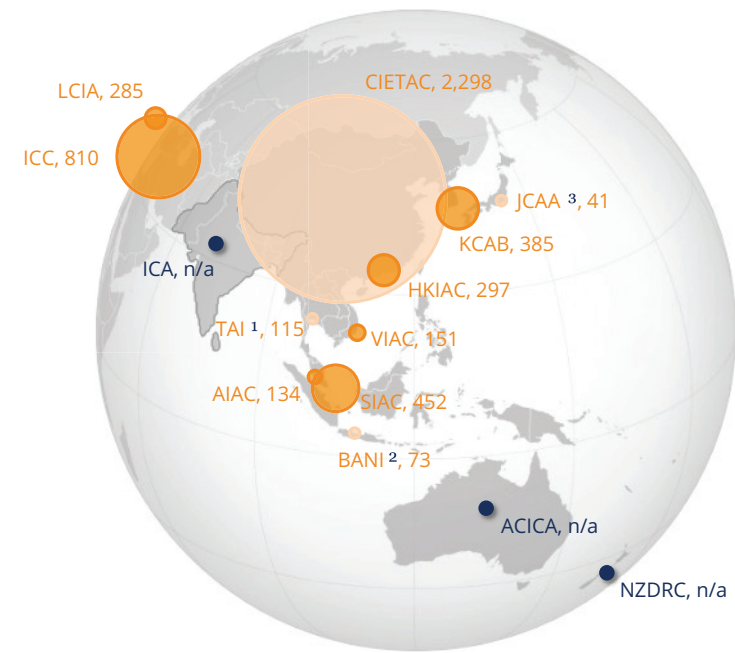 CIETAC, 2,298
LCIA, 285
ICC, 810
JCAA ³, 41
KCAB, 385
ICA, n/a
HKIAC, 297
TAI ¹, 115
VIAC, 151
AIAC, 134
SIAC, 452
BANI ², 73
ACICA, n/a
NZDRC, n/a